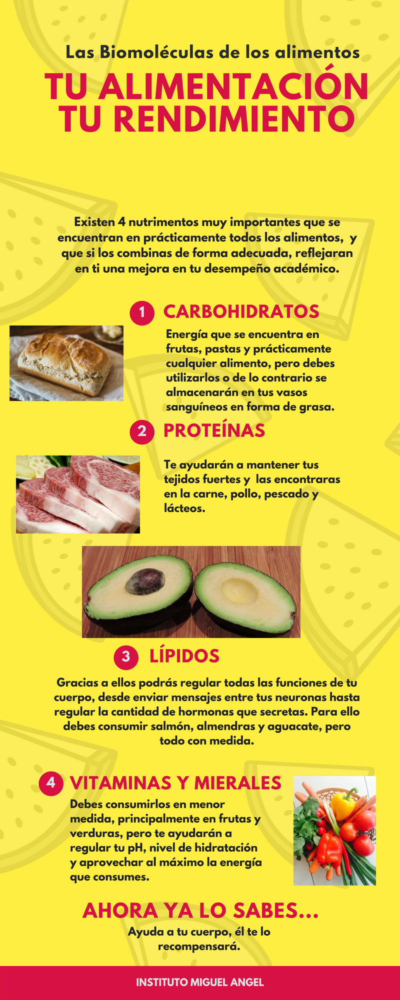 Las Biomoléculas de los alimentos
TU ALIMENTACIÓN
TU RENDIMIENTO
Existen 4 nutrimentos muy importantes que se
encuentran en prácticamente todos los alimentos, y
que si los combinas de forma adecuada, reflejaran
en ti una mejora en tu desempeño académico.
1 CARBOHIDRATOS
Energía que se encuentra en
frutas, pastas y prácticamente
cualquier alimento, pero debes
utilizarlos o de lo contrario se
almacenarán en tus vasos
sanguíneos en forma de grasa.
2 PROTEÍNAS
Te ayudarán a mantener tus
tejidos fuertes y las encontraras
en la carne, pollo, pescado y
lácteos.
3 LÍPIDOS
Gracias a ellos podrás regular todas las funciones de tu
cuerpo, desde enviar mensajes entre tus neuronas hasta
regular la cantidad de hormonas que secretas. Para ello
debes consumir salmón, almendras y aguacate, pero
todo con medida.
4 VITAMINAS Y MIERALES
Debes consumirlos en menor
medida, principalmente en frutas y
verduras, pero te ayudarán a
regular tu pH, nivel de hidratación
y aprovechar al máximo la energía
que consumes.
AHORA YA LO SABES...
Ayuda a tu cuerpo, él te lo
recompensará.
INSTITUTO MIGUEL ANGEL